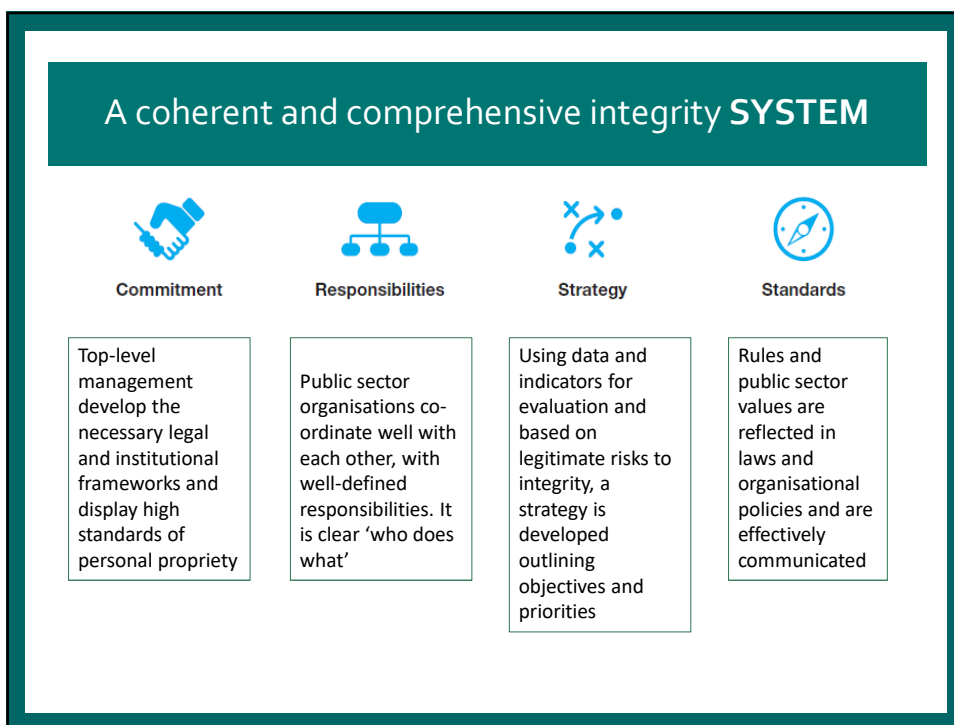 A coherent and comprehensive integrity SYSTEM
Commitment
Responsibilities
Strategy
Standards
Top-level
management
develop the
necessary legal
and institutional
frameworks and
display high
standards of
personal propriety
Public sector
organisations co-
ordinate well with
each other, with
well-defined
responsibilities. It
is clear ‘who does
what’
Using data and
indicators for
evaluation and
based on
legitimate risks to
integrity, a
strategy is
developed
outlining
objectives and
priorities
Rules and
public sector
values are
reflected in
laws and
organisational
policies and are
effectively
communicated